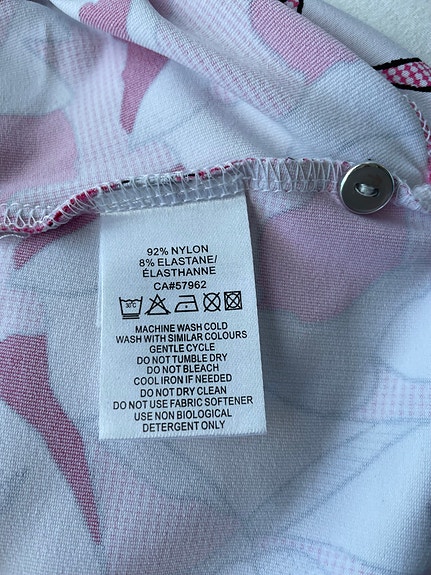 92% NYLON
8% ELASTANE/
ÉLASTHANNE
CA#57962
30°C
MACHINE WASH COLD
WASH WITH SIMILAR COLOURS
GENTLE CYCLE
DO NOT TUMBLE DRY
DO NOT BLEACH
COOL IRON IF NEEDED
DO NOT DRY CLEAN
DO NOT USE FABRIC SOFTENER
USE NON BIOLOGICAL
DETERGENT ONLY